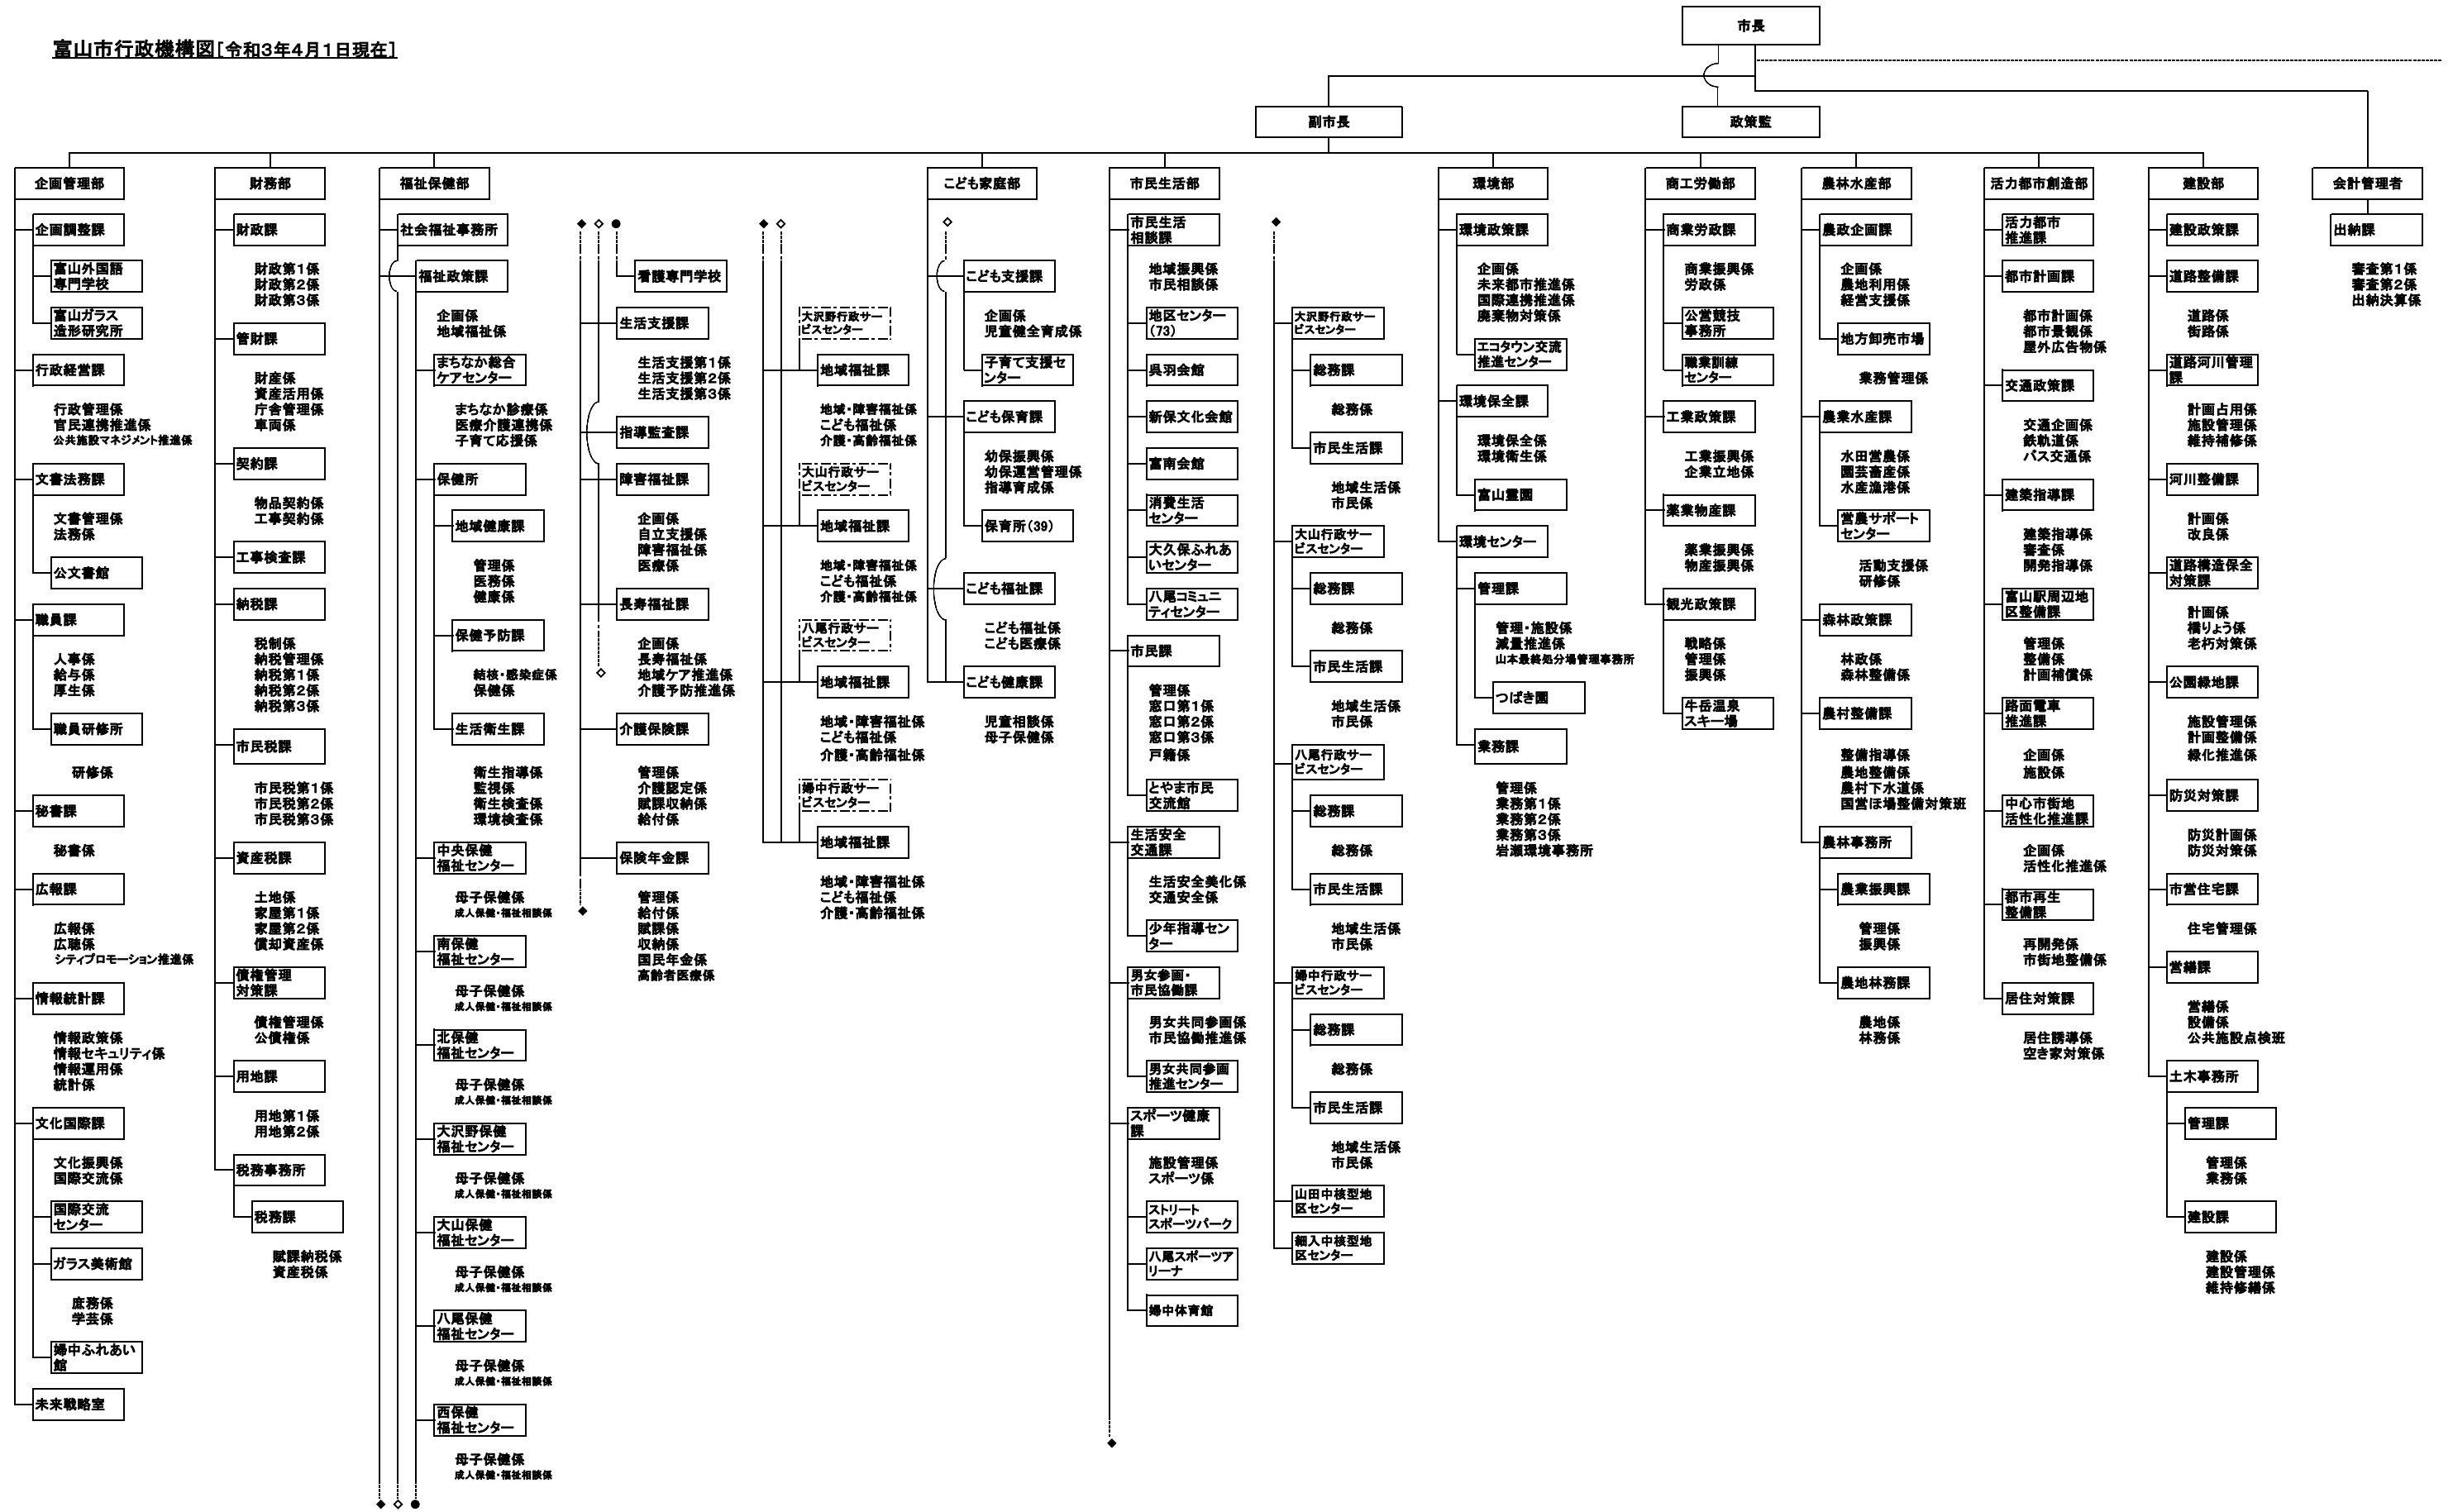 富山市行政機構図[令和3年4月1日現在]
市長
副市長
政策監
企画管理部
企画調整課
富山外国語
専門学校
富山ガラス
造形研究所
行政経営課
行政管理係
官民連携推進係
公共施設マネジメント推進係
文書法務課
文書管理係
法務係
公文書館
職員課
人事係
給与係
厚生係
職員研修所
研修係
秘書課
秘書係
広報課
広報係
広聴係
シティプロモーション推進係
情報統計課
情報政策係
情報セキュリティ係
情報運用係
統計係
文化国際課
文化振興係
国際交流係
国際交流
センター
ガラス美術館
庶務係
学芸係
婦中ふれあい
館
未来戦略室
財務部
財政課
財政第1係
財政第2係
財政第3係
管財課
財産係
資産活用係
庁舎管理係
車両係
契約課
物品契約係
工事契約係
工事検査課
納税課
税制係
納税管理係
納税第1係
納税第2係
納税第3係
市民税課
市民税第1係
市民税第2係
市民税第3係
資産税課
土地係
家屋第1係
家屋第2係
償却資産係
債権管理
対策課
債権管理係
公債権係
用地課
用地第1係
用地第2係
税務事務所
税務課
賦課納税係
資産税係
福祉保健部
社会福祉事務所
福祉政策課
企画係
地域福祉係
まちなか総合
ケアセンター
まちなか診療係
医療介護連携係
子育て応援係
保健所
地域健康課
管理係
医務係
健康係
保健予防課
結核・感染症係
保健係
生活衛生課
衛生指導係
監視係
衛生検査係
環境検査係
中央保健
福祉センター
母子保健係
成人保健・福祉相談係
南保健
福祉センター
母子保健係
成人保健・福祉相談係
北保健
福祉センター
母子保健係
成人保健・福祉相談係
大沢野保健
福祉センター
母子保健係
成人保健・福祉相談係
大山保健
福祉センター
母子保健係
成人保健・福祉相談係
八尾保健
福祉センター
母子保健係
成人保健・福祉相談係
西保健
福祉センター
母子保健係
成人保健・福祉相談係
◆ ◇ ●
◆ ◇ ●
看護専門学校
生活支援課
生活支援第1係
生活支援第2係
生活支援第3係
指導監査課
障害福祉課
企画係
自立支援係
障害福祉係
医療係
長寿福祉課
企画係
長寿福祉係
地域ケア推進係
介護予防推進係
◇
介護保険課
管理係
介護認定係
賦課収納係
給付係
保険年金課
管理係
給付係
賦課係
収納係
国民年金係
高齢者医療係
◆
◆ ◇
大沢野行政サー
ビスセンター
地域福祉課
地域・障害福祉係
こども福祉係
介護・高齢福祉係
大山行政サー
ビスセンター
地域福祉課
地域・障害福祉係
こども福祉係
介護・高齢福祉係
八尾行政サー
ビスセンター
地域福祉課
地域・障害福祉係
こども福祉係
介護・高齢福祉係
婦中行政サー
ビスセンター
地域福祉課
地域・障害福祉係
こども福祉係
介護・高齢福祉係
こども家庭部
◇
こども支援課
企画係
児童健全育成係
子育て支援セ
ンター
こども保育課
幼保振興係
幼保運営管理係
指導育成係
保育所(39)
こども福祉課
こども福祉係
こども医療係
こども健康課
児童相談係
母子保健係
市民生活部
市民生活
相談課
地域振興係
市民相談係
地区センター
(73)
呉羽会館
新保文化会館
富南会館
消費生活
センター
大久保ふれあ
いセンター
八尾コミュニ
ティセンター
市民課
管理係
窓口第1係
窓口第2係
窓口第3係
戸籍係
とやま市民
交流館
生活安全
交通課
生活安全美化係
交通安全係
少年指導セン
ター
男女参画・
市民協働課
男女共同参画係
市民協働推進係
男女共同参画
推進センター
スポーツ健康
課
施設管理係
スポーツ係
ストリート
スポーツパーク
八尾スポーツア
リーナ
婦中体育館
◆
◆
大沢野行政サー
ビスセンター
総務課
総務係
市民生活課
地域生活係
市民係
大山行政サー
ビスセンター
総務課
総務係
市民生活課
地域生活係
市民係
八尾行政サー
ビスセンター
総務課
総務係
市民生活課
地域生活係
市民係
婦中行政サー
ビスセンター
総務課
総務係
市民生活課
地域生活係
市民係
山田中核型地
区センター
細入中核型地
区センター
環境部
環境政策課
企画係
未来都市推進係
国際連携推進係
廃棄物対策係
エコタウン交流
推進センター
環境保全課
環境保全係
環境衛生係
富山霊園
環境センター
管理課
管理・施設係
減量推進係
山本最終処分場管理事務所
つばき園
業務課
管理係
業務第1係
業務第2係
業務第3係
岩瀬環境事務所
商工労働部
商業労政課
商業振興係
労政係
公営競技
事務所
職業訓練
センター
工業政策課
工業振興係
企業立地係
薬業物産課
薬業振興係
物産振興係
観光政策課
戦略係
管理係
振興係
牛岳温泉
スキー場
農林水産部
農政企画課
企画係
農地利用係
経営支援係
地方卸売市場
業務管理係
農業水産課
水田営農係
園芸畜産係
水産漁港係
営農サポート
センター
活動支援係
研修係
森林政策課
林政係
森林整備係
農村整備課
整備指導係
農地整備係
農村下水道係
国営ほ場整備対策班
農林事務所
農業振興課
管理係
振興係
農地林務課
農地係
林務係
活力都市創造部
活力都市
推進課
都市計画課
都市計画係
都市景観係
屋外広告物係
交通政策課
交通企画係
鉄軌道係
バス交通係
建築指導課
建築指導係
審査係
開発指導係
富山駅周辺地
区整備課
管理係
整備係
計画補償係
路面電車
推進課
企画係
施設係
中心市街地
活性化推進課
企画係
活性化推進係
都市再生
整備課
再開発係
市街地整備係
居住対策課
居住誘導係
空き家対策係
建設部
建設政策課
道路整備課
道路係
街路係
道路河川管理
課
計画占用係
施設管理係
維持補修係
河川整備課
計画係
改良係
道路構造保全
対策課
計画係
橋りょう係
老朽対策係
公園緑地課
施設管理係
計画整備係
緑化推進係
防災対策課
防災計画係
防災対策係
市営住宅課
住宅管理係
営繕課
営繕係
設備係
公共施設点検班
土木事務所
管理課
管理係
業務係
建設課
建設係
建設管理係
維持修繕係
会計管理者
出納課
審査第1係
審査第2係
出納決算係